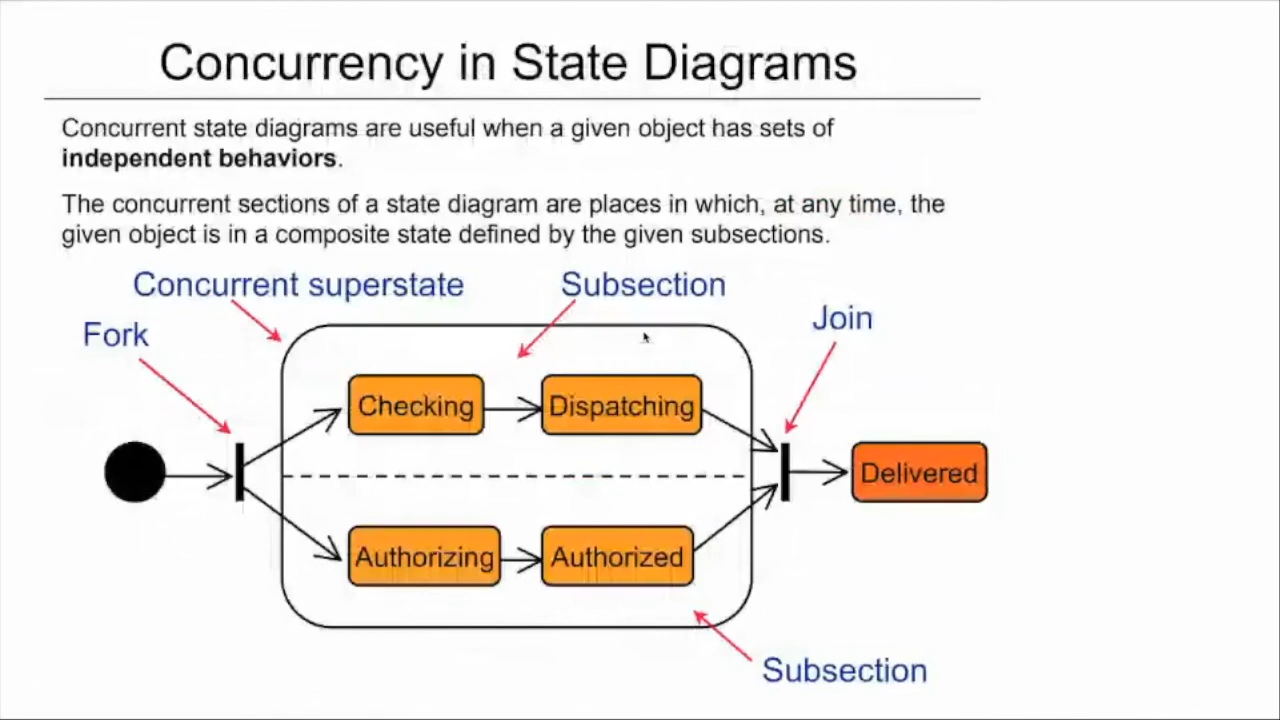 Concurrency in State Diagrams
Concurrent state diagrams are useful when a given object has sets of
independent behaviors.
The concurrent sections of a state diagram are places in which, at any time, the
given object is in a composite state defined by the given subsections.
Concurrent superstate
Subsection
Fork
Join
Checking
Dispatching
Delivered
Authorizing
Authorized
Subsection